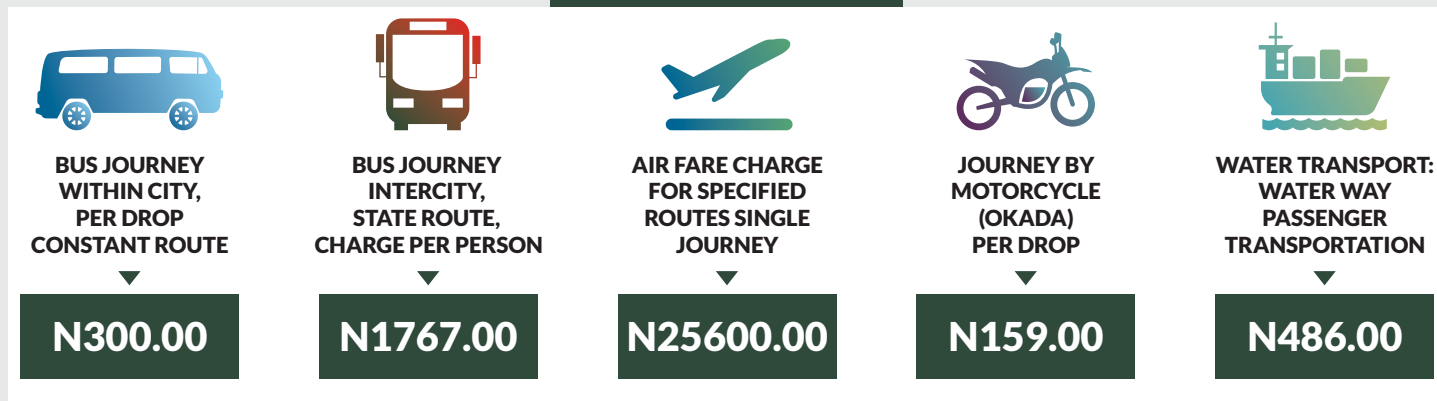 BUS JOURNEY
WITHIN CITY,
PER DROP
CONSTANT ROUTE
N300.00
BUS JOURNEY
INTERCITY,
STATE ROUTE,
CHARGE PER PERSON
N1767.00
AIR FARE CHARGE
FOR SPECIFIED
ROUTES SINGLE
JOURNEY
N25600.00
JOURNEY BY
MOTORCYCLE
(OKADA)
PER DROP
N159.00
WATER TRANSPORT:
WATER WAY
PASSENGER
TRANSPORTATION
N486.00